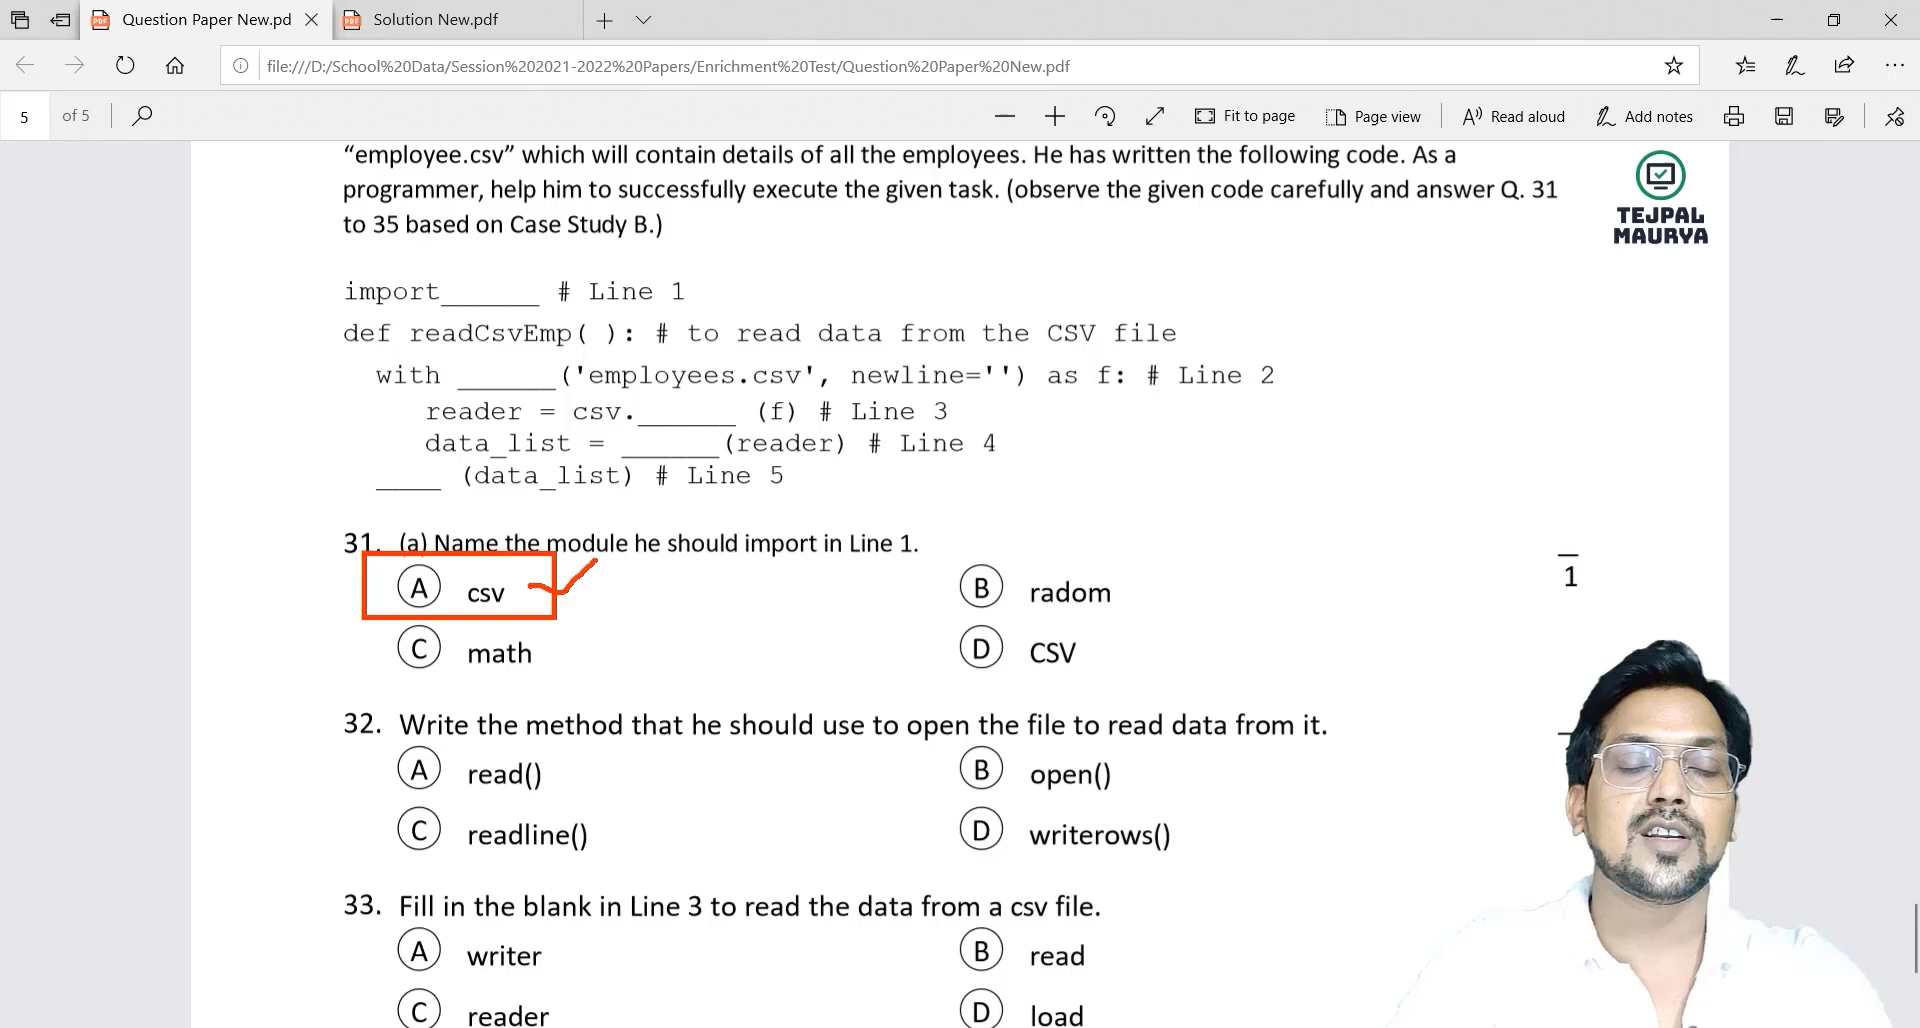 Question Paper New.pd
Solution New.pdf
file:///D:/School%20Data/Session%202021-2022%20Papers/Enrichment%20Test/Question%20Paper%20New.pdf
5 of 5
Fit to page
Page view
Read aloud
Add notes
“employee.csv” which will contain details of all the employees. He has written the following code. As a
programmer, help him to successfully execute the given task. (observe the given code carefully and answer Q. 31
to 35 based on Case Study B.)
TEJPAL
MAURYA
import______ # Line 1
def readCsvEmp( ): # to read data from the CSV file
with ______('employees.csv', newline='') as f: # Line 2
reader = csv.______ (f) # Line 3
data_list = ______(reader) # Line 4
____ (data_list) # Line 5
31. (a) Name the module he should import in Line 1.
1
A csv
B radom
C math
D CSV
32. Write the method that he should use to open the file to read data from it.
A read()
B open()
C readline()
D writerows()
33. Fill in the blank in Line 3 to read the data from a csv file.
A writer
B read
C reader
D load